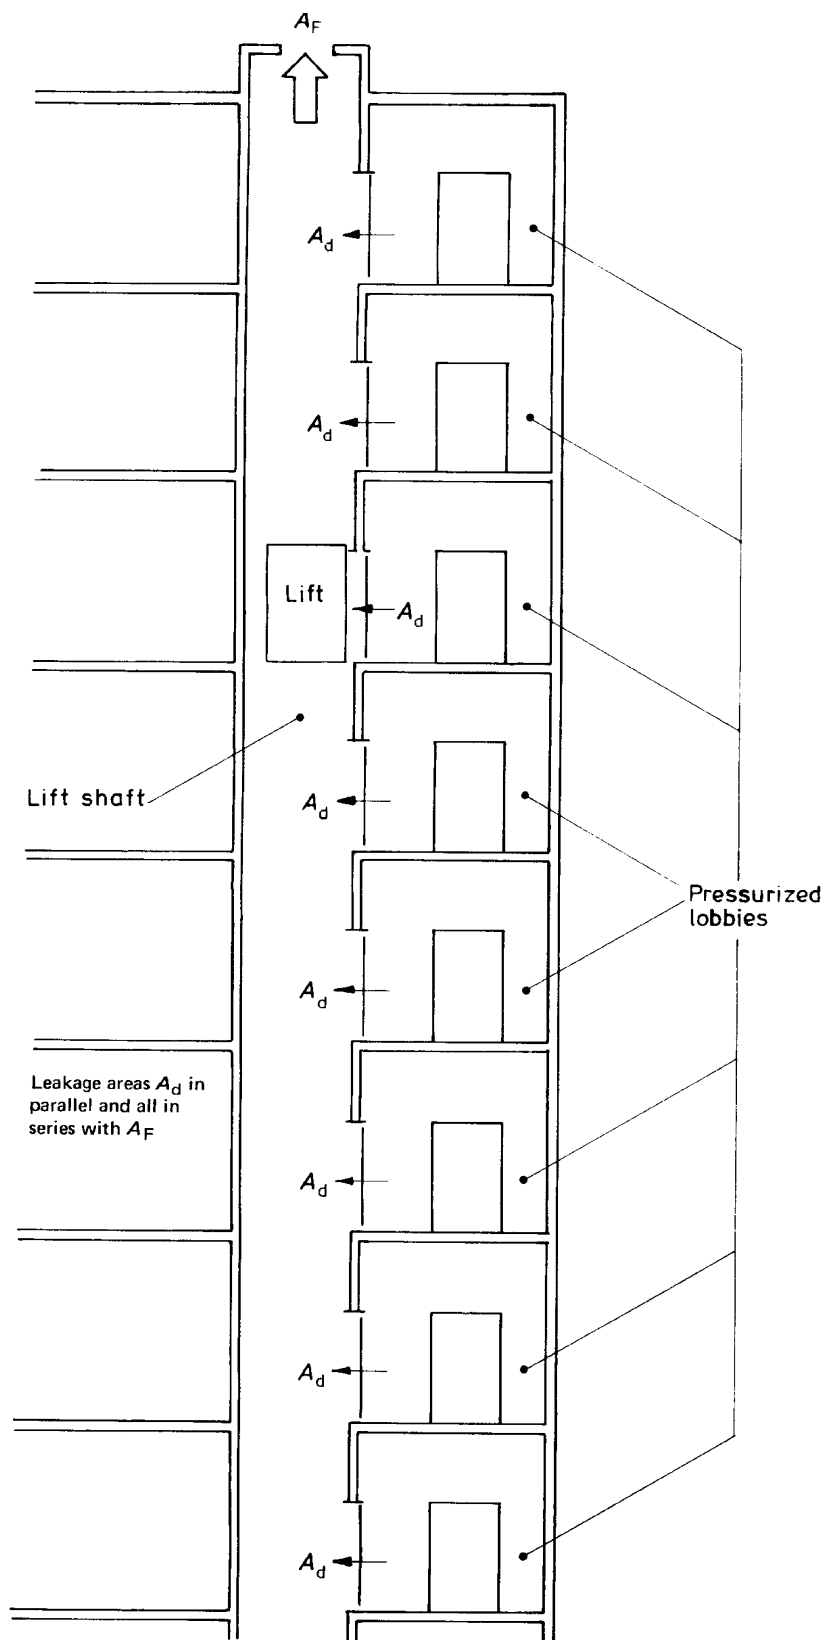 A_F
A_d
A_d
Lift
A_d
Lift shaft
A_d
Pressurized
lobbies
A_d
Leakage areas A_d in
parallel and all in
series with A_F
A_d
A_d
A_d